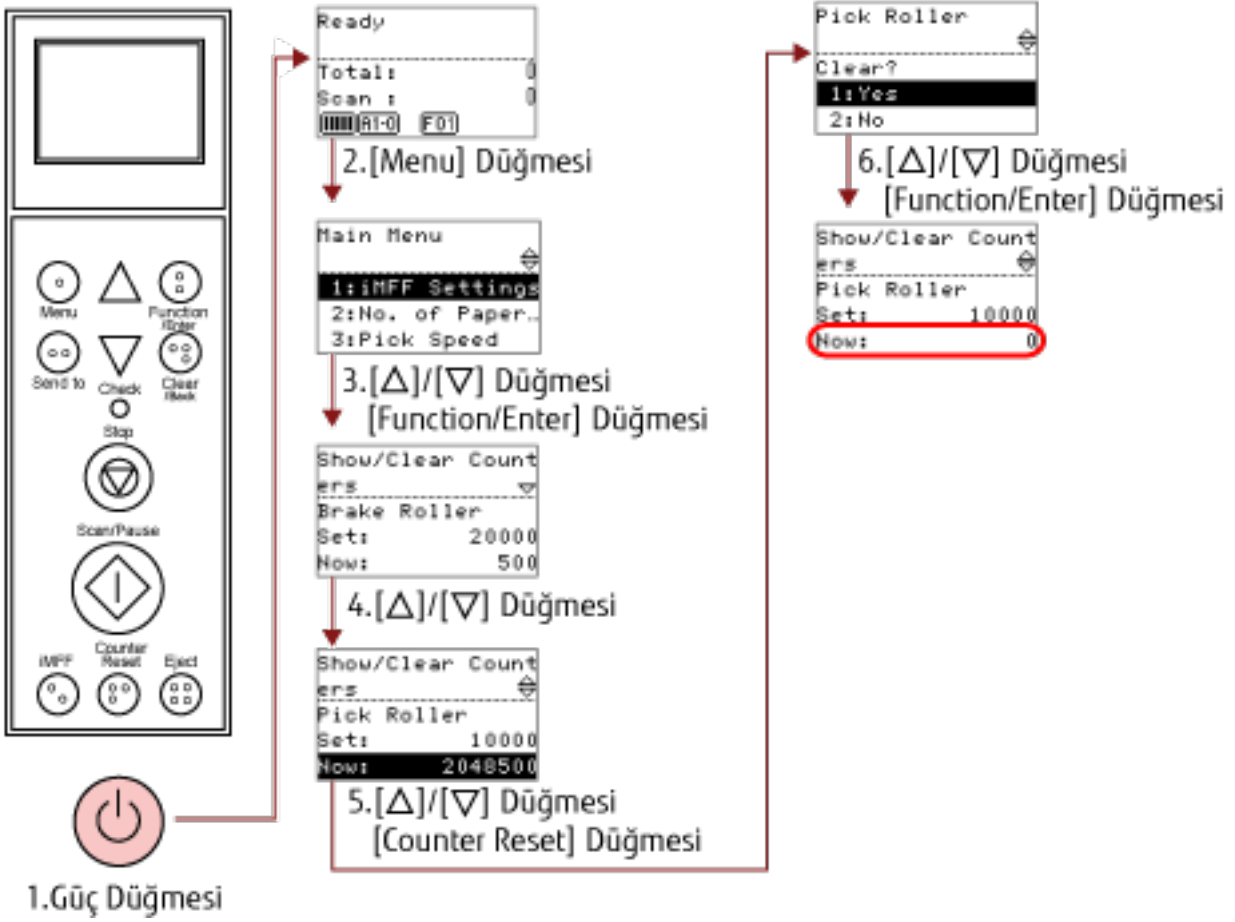 Menu
Function
/Enter
Send to
Check
Clear
/Back
Stop
Scan/Pause
iMFF
Counter
Reset
Eject
1.Güç Düğmesi
Ready
Total: 0
Scan : 0
A1-0 F01
2.[Menu] Düğmesi
Main Menu
1:iMFF Settings
2:No. of Paper..
3:Pick Speed
3.[△]/[▽] Düğmesi
[Function/Enter] Düğmesi
Show/Clear Count
ers
Brake Roller
Set: 20000
Now: 500
4.[△]/[▽] Düğmesi
Show/Clear Count
ers
Pick Roller
Set: 10000
Now: 2048500
5.[△]/[▽] Düğmesi
[Counter Reset] Düğmesi
Pick Roller
Clear?
1:Yes
2:No
6.[△]/[▽] Düğmesi
[Function/Enter] Düğmesi
Show/Clear Count
ers
Pick Roller
Set: 10000
Now: 0